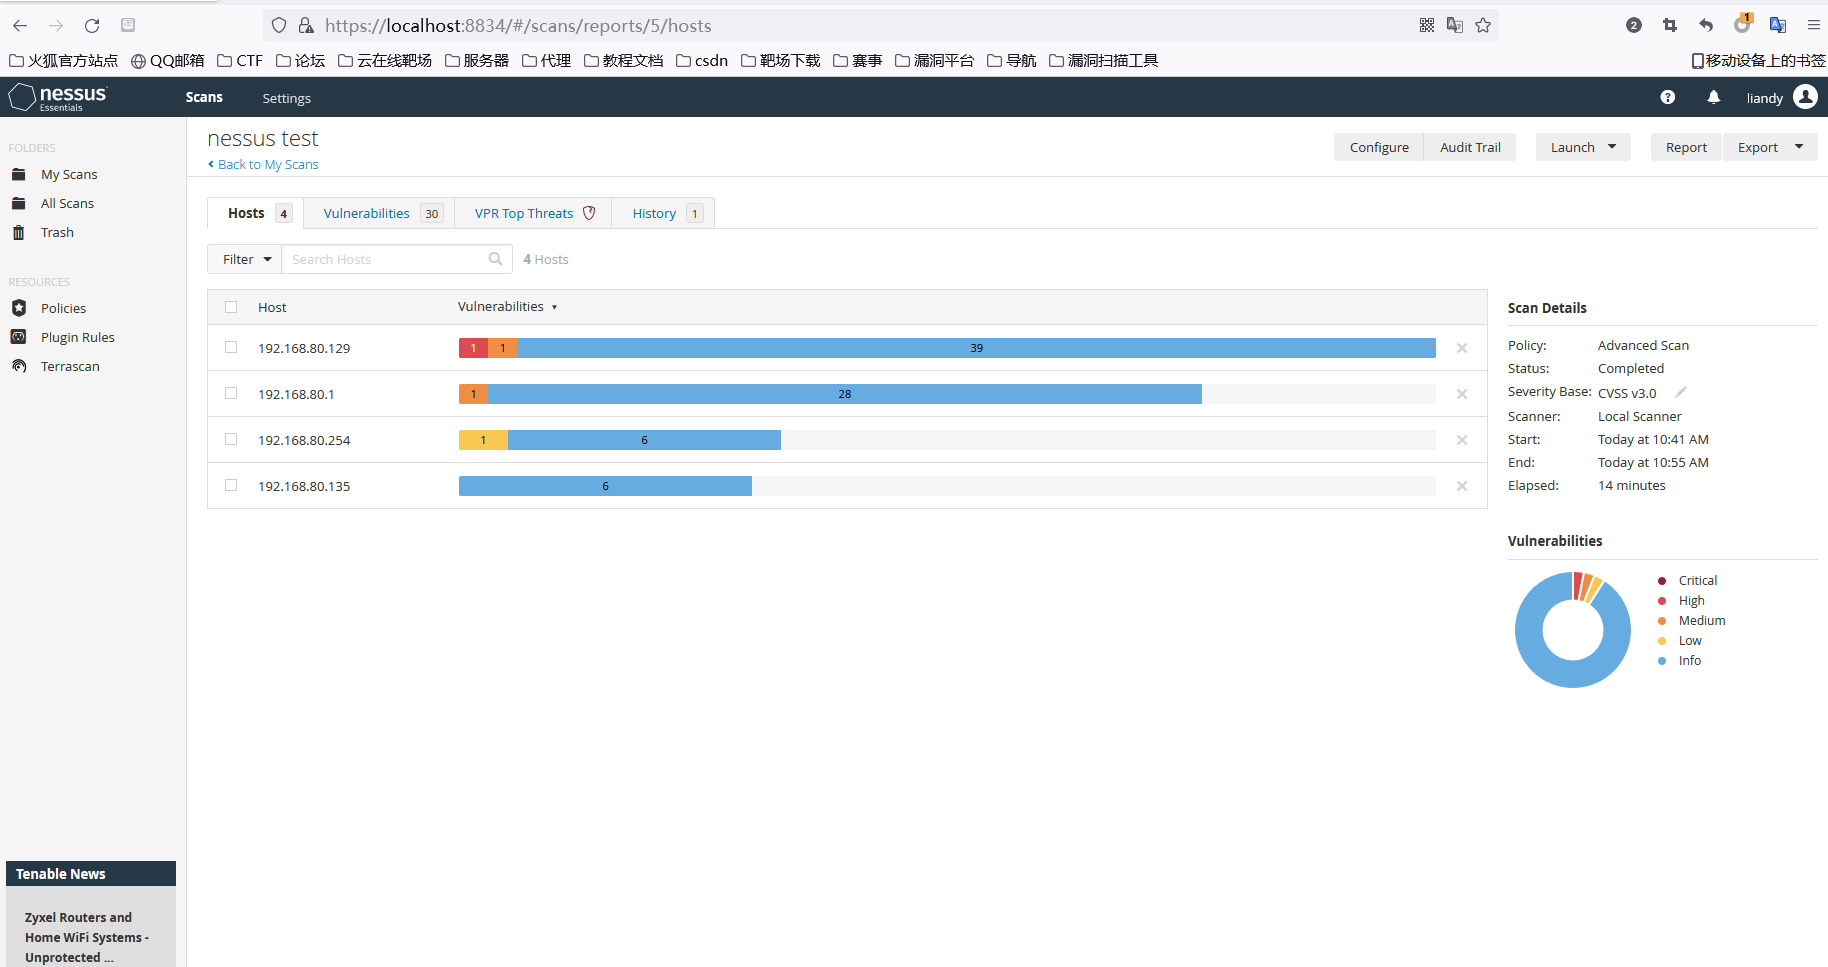 https://localhost:8834/#/scans/reports/5/hosts
2
1
火狐官方站点 QQ邮箱 CTF 论坛 云在线靶场 服务器 代理 教程文档 csdn 靶场下载 赛事 漏洞平台 导航 漏洞扫描工具 移动设备上的书签
nessus Essentials Scans Settings ? liandy
FOLDERS
My Scans
All Scans
Trash
RESOURCES
Policies
Plugin Rules
Terrascan
Tenable News
Zyxel Routers and
Home WiFi Systems -
Unprotected ...
nessus test
Back to My Scans
Configure Audit Trail Launch Report Export
Hosts 4 Vulnerabilities 30 VPR Top Threats History 1
Filter Search Hosts 4 Hosts
Host Vulnerabilities
192.168.80.129 1 1 39
192.168.80.1 1 28
192.168.80.254 1 6
192.168.80.135 6
Scan Details
Policy: Advanced Scan
Status: Completed
Severity Base: CVSS v3.0
Scanner: Local Scanner
Start: Today at 10:41 AM
End: Today at 10:55 AM
Elapsed: 14 minutes
Vulnerabilities
Critical
High
Medium
Low
Info